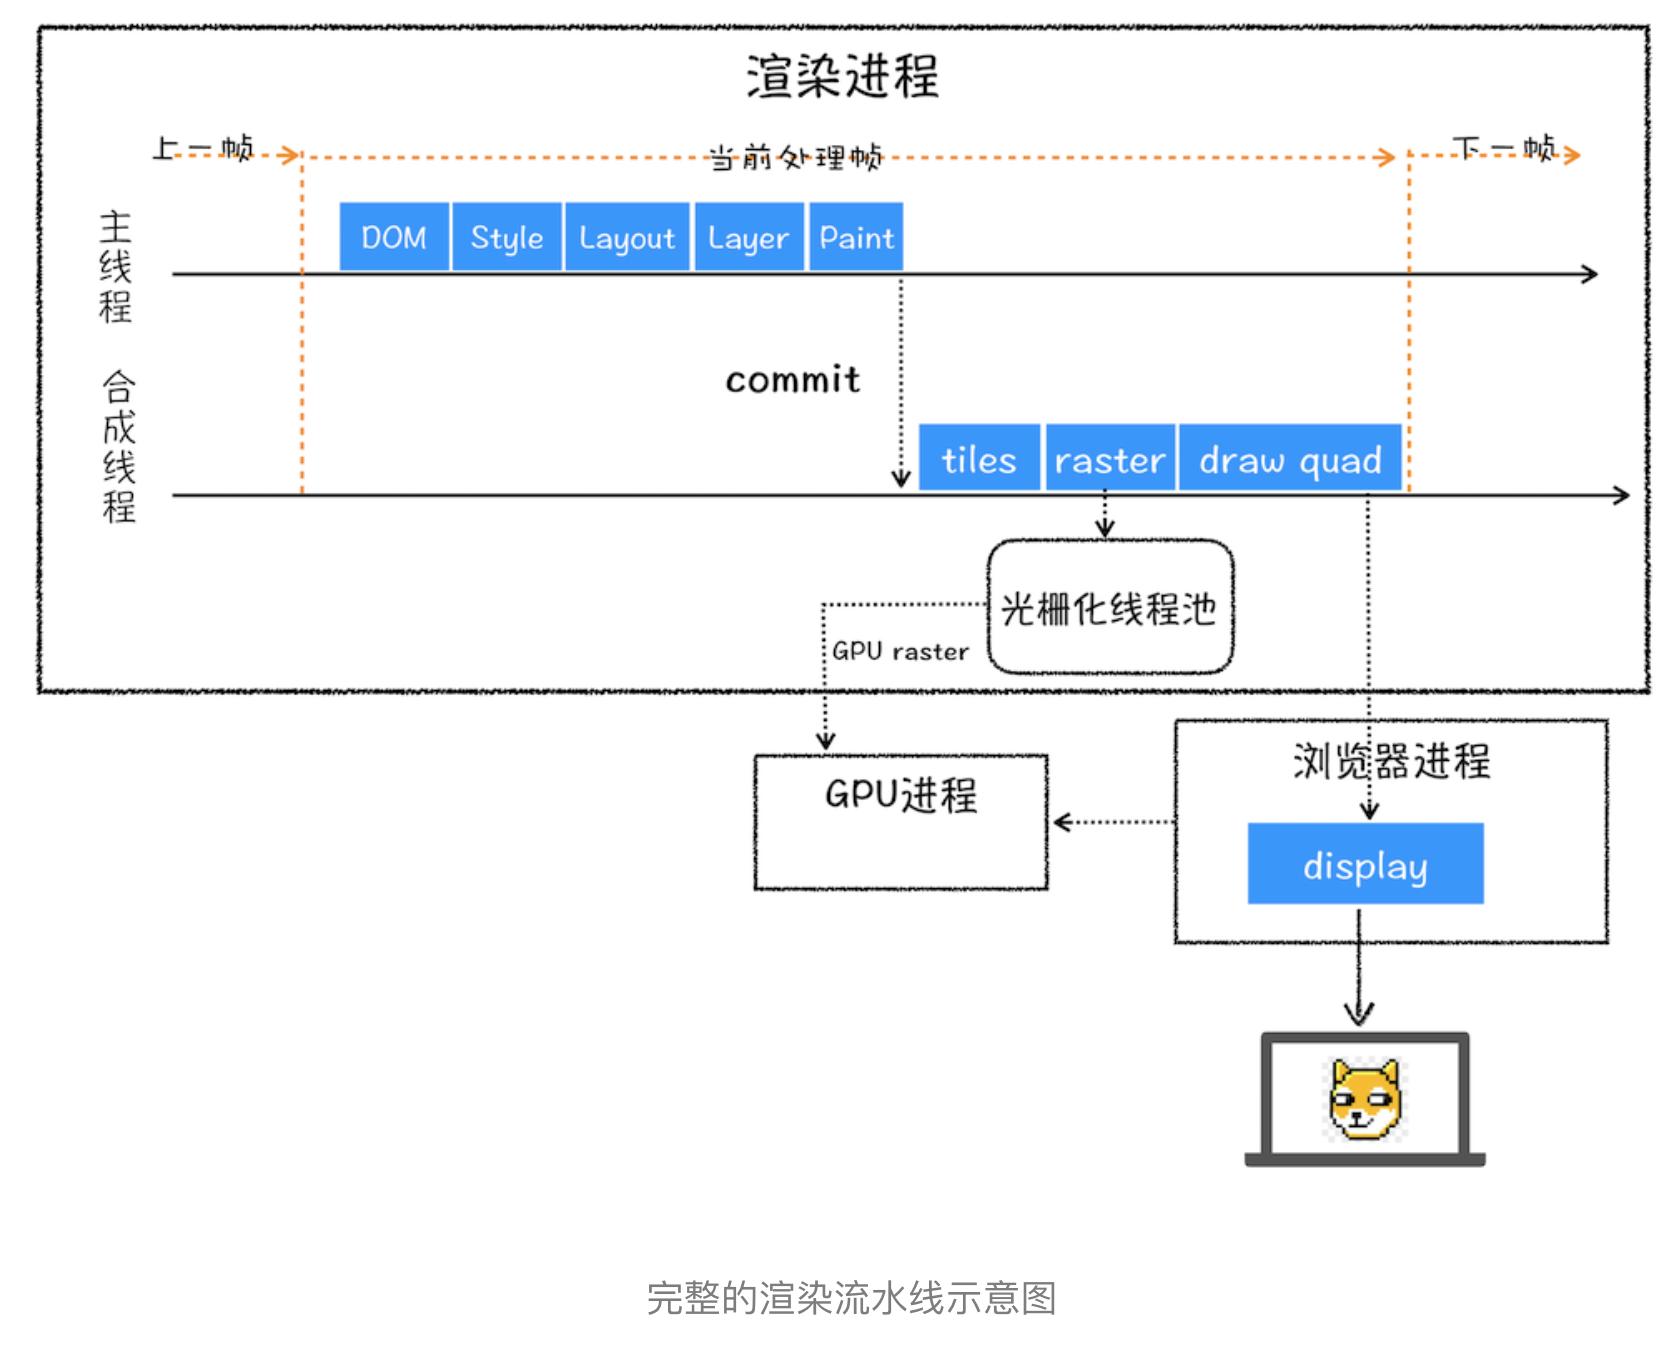 渲染进程
上一帧
当前处理帧
下一帧
主线程
DOM
Style
Layout
Layer
Paint
commit
合成线程
tiles
raster
draw quad
光栅化线程池
GPU raster
GPU进程
浏览器进程
display
完整的渲染流水线示意图